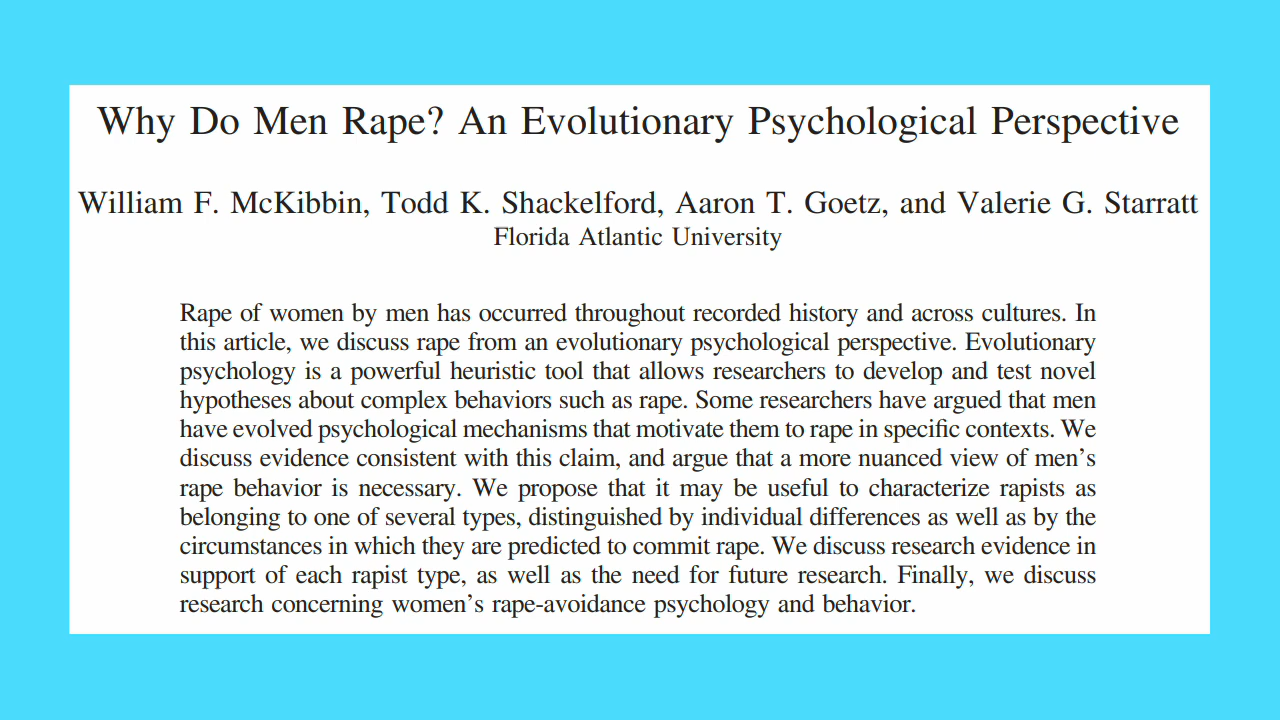 Why Do Men Rape? An Evolutionary Psychological Perspective
William F. McKibbin, Todd K. Shackelford, Aaron T. Goetz, and Valerie G. Starratt
Florida Atlantic University
Rape of women by men has occurred throughout recorded history and across cultures. In
this article, we discuss rape from an evolutionary psychological perspective. Evolutionary
psychology is a powerful heuristic tool that allows researchers to develop and test novel
hypotheses about complex behaviors such as rape. Some researchers have argued that men
have evolved psychological mechanisms that motivate them to rape in specific contexts. We
discuss evidence consistent with this claim, and argue that a more nuanced view of men’s
rape behavior is necessary. We propose that it may be useful to characterize rapists as
belonging to one of several types, distinguished by individual differences as well as by the
circumstances in which they are predicted to commit rape. We discuss research evidence in
support of each rapist type, as well as the need for future research. Finally, we discuss
research concerning women’s rape-avoidance psychology and behavior.